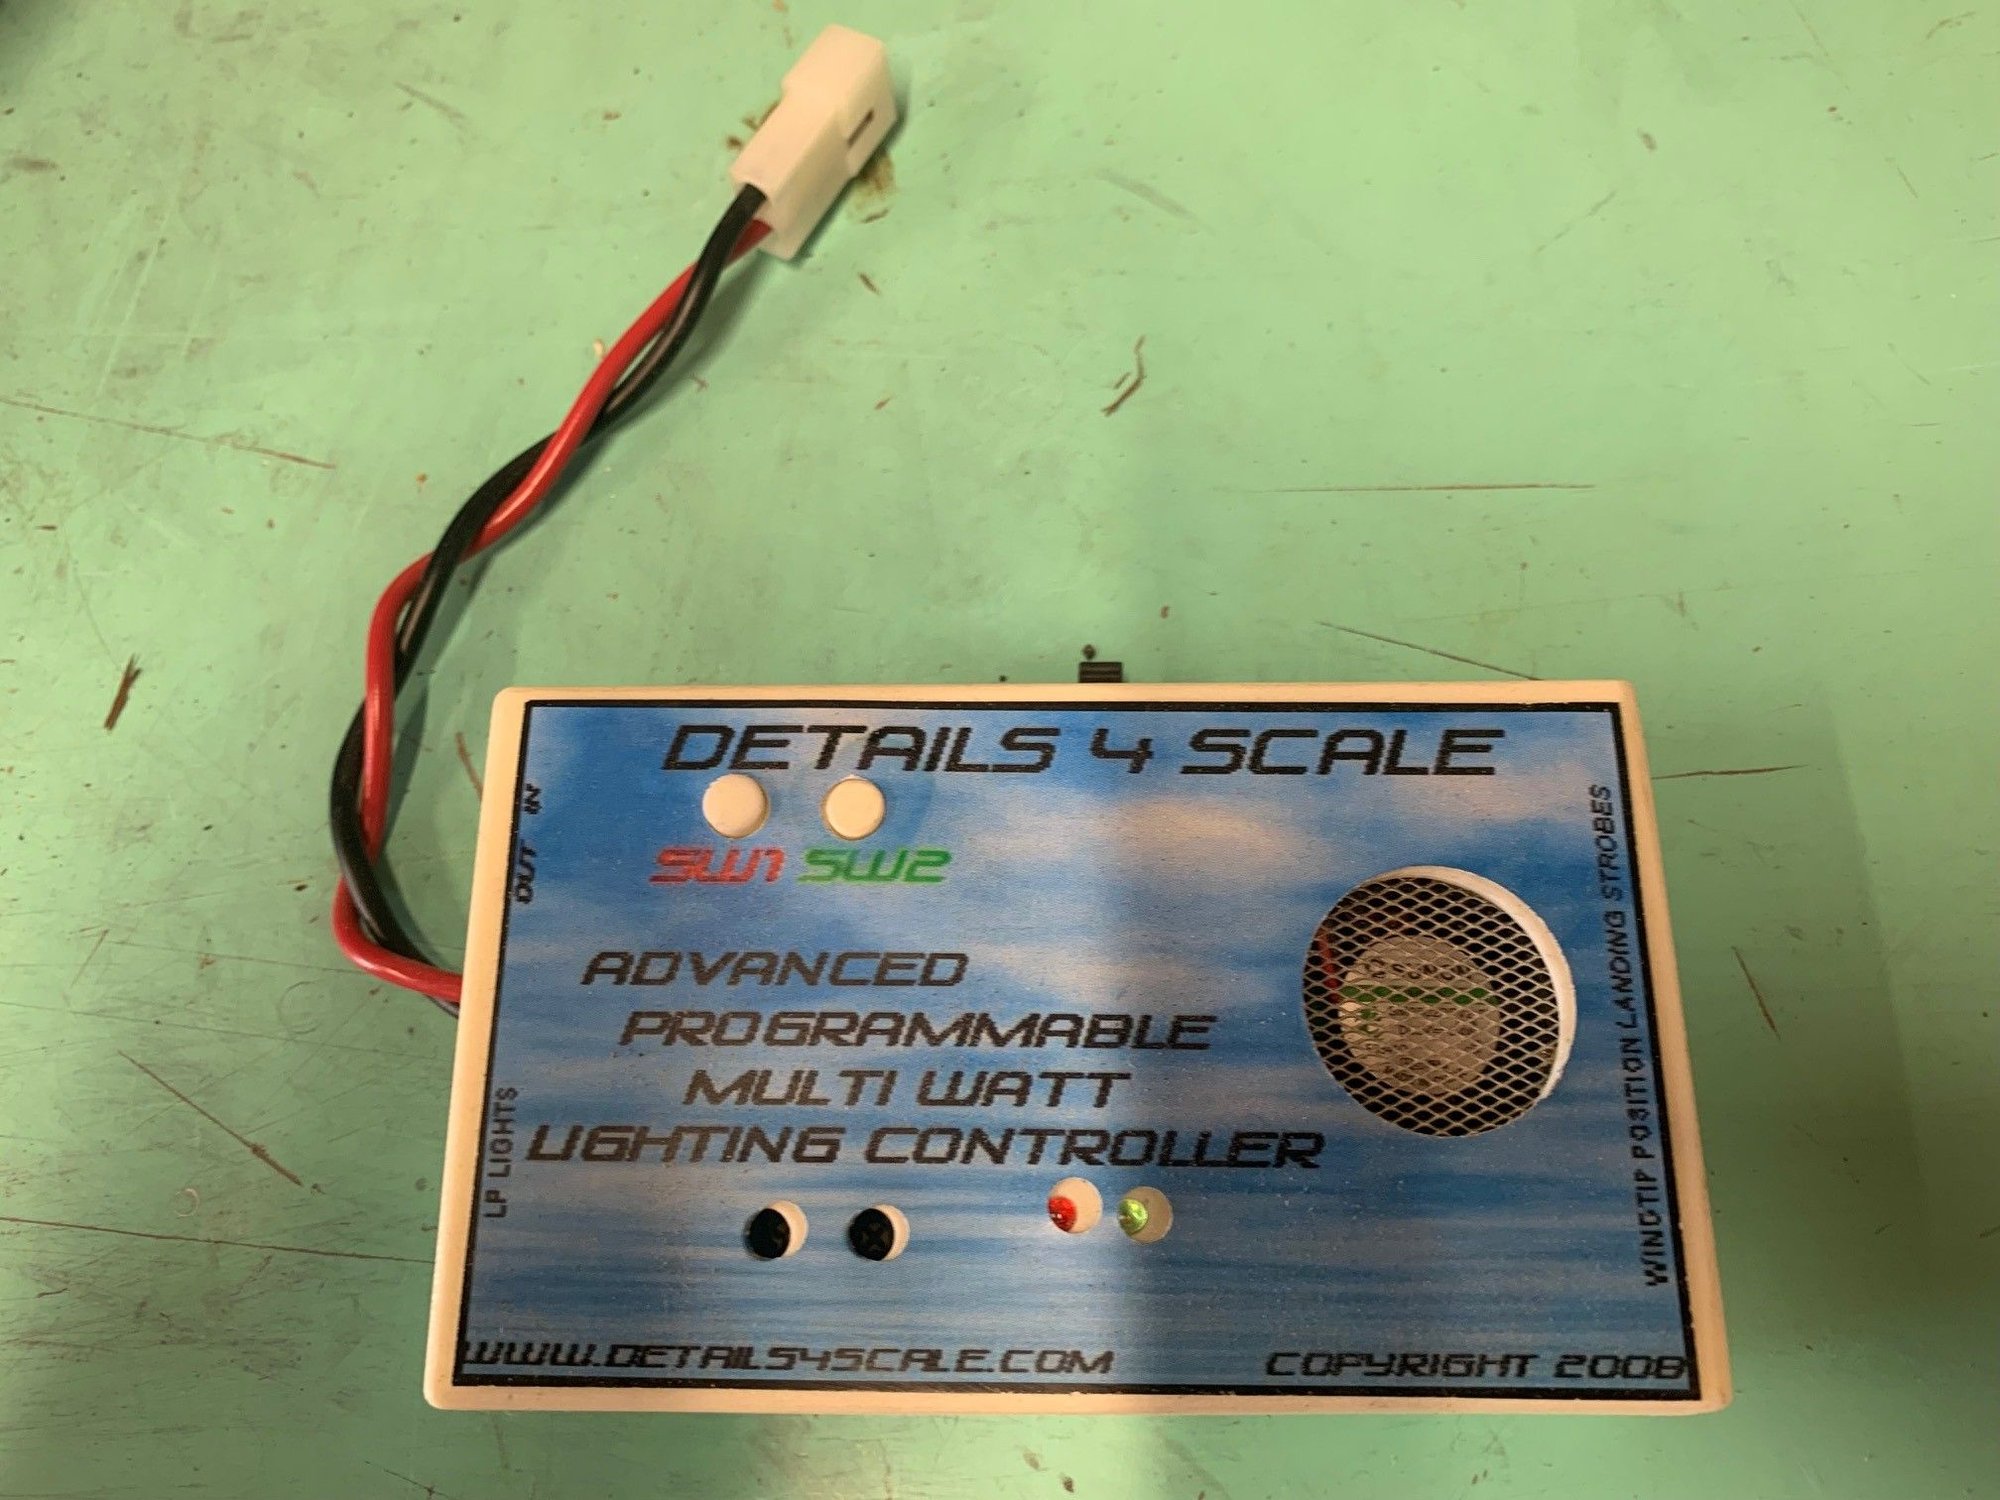 DETAILS 4 SCALE
SW1 SW2
OUT IN
LP LIGHTS
ADVANCED
PROGRAMMABLE
MULTI WATT
LIGHTING CONTROLLER
WINGTIP POSITION LANDING STROBES
WWW.DETAILS4SCALE.COM
COPYRIGHT 2008